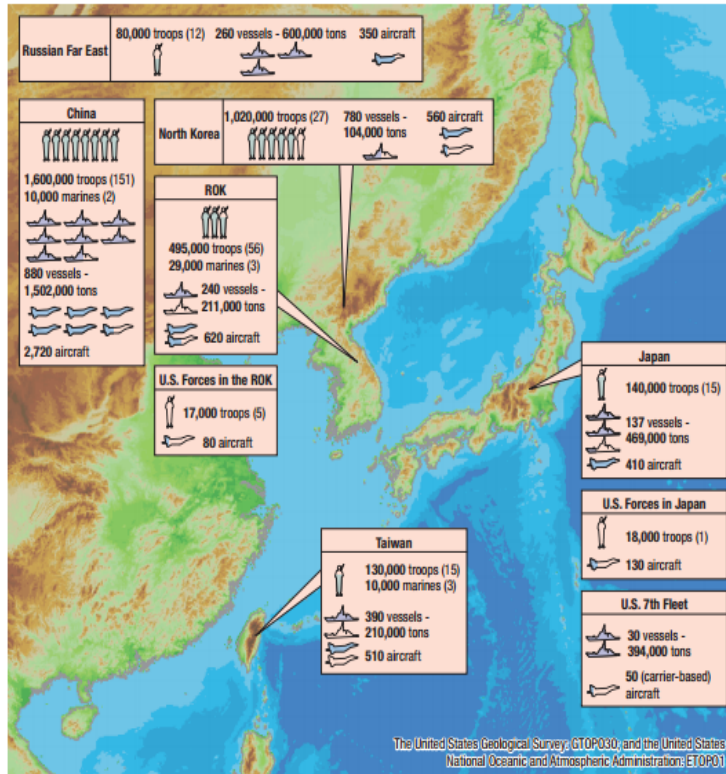 Russian Far East
80,000 troops (12)
260 vessels - 600,000 tons
350 aircraft
China
1,600,000 troops (151)
10,000 marines (2)
880 vessels -
1,502,000 tons
2,720 aircraft
North Korea
1,020,000 troops (27)
780 vessels -
104,000 tons
560 aircraft
ROK
495,000 troops (56)
29,000 marines (3)
240 vessels -
211,000 tons
620 aircraft
U.S. Forces in the ROK
17,000 troops (5)
80 aircraft
Japan
140,000 troops (15)
137 vessels -
469,000 tons
410 aircraft
U.S. Forces in Japan
18,000 troops (1)
130 aircraft
Taiwan
130,000 troops (15)
10,000 marines (3)
390 vessels -
210,000 tons
510 aircraft
U.S. 7th Fleet
30 vessels -
394,000 tons
50 (carrier-based)
aircraft
The United States Geological Survey: GTOPO30, and the United States
National Oceanic and Atmospheric Administration: ETOPO1